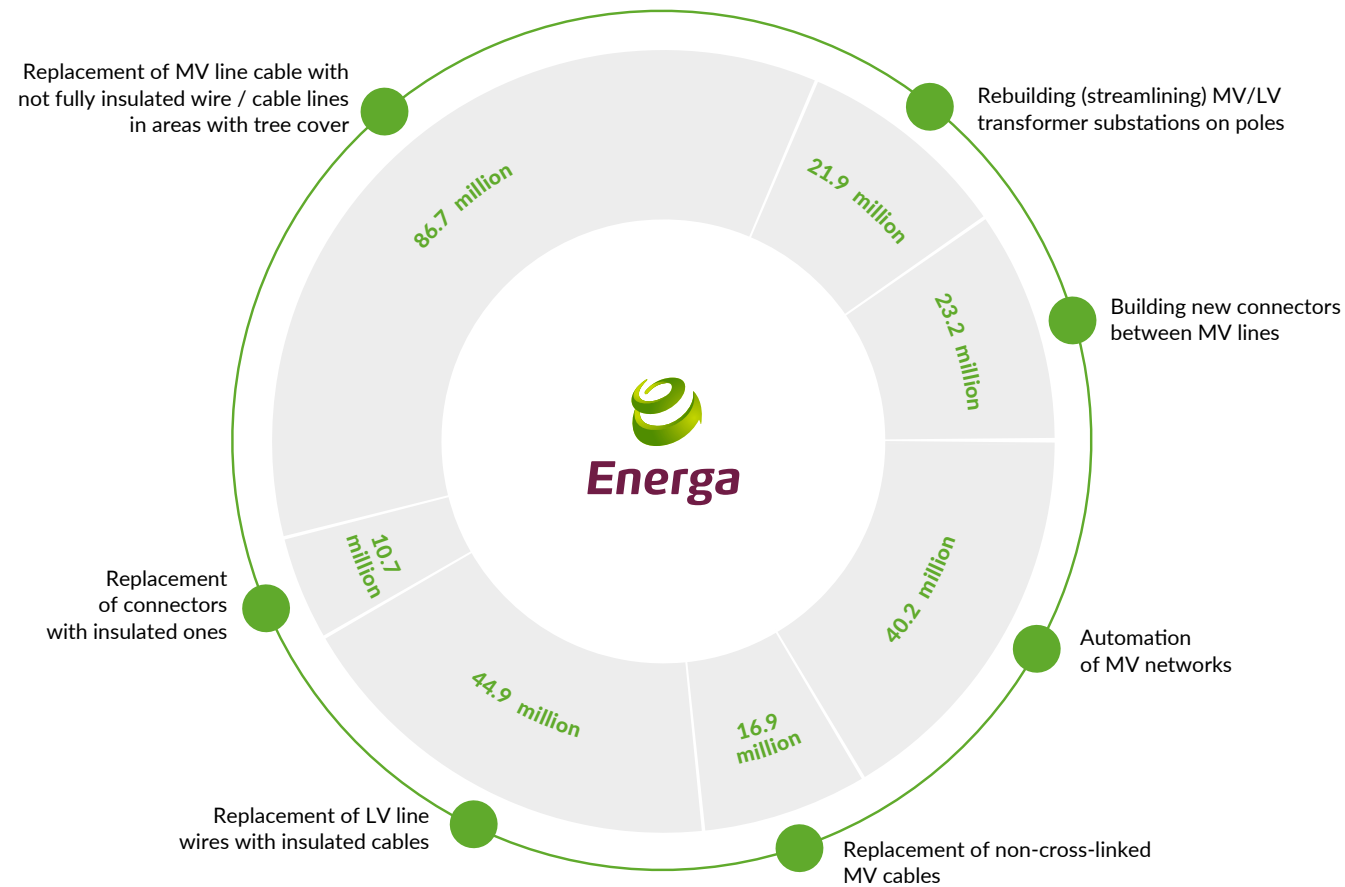 Replacement of MV line cable with
not fully insulated wire / cable lines
in areas with tree cover
86.7 million
Rebuilding (streamlining) MV/LV
transformer substations on poles
21.9 million
Building new connectors
between MV lines
23.2 million
Energa
Automation
of MV networks
40.2 million
Replacement of non-cross-linked
MV cables
16.9
million
Replacement of LV line
wires with insulated cables
44.9 million
Replacement
of connectors
with insulated ones
10.7
million